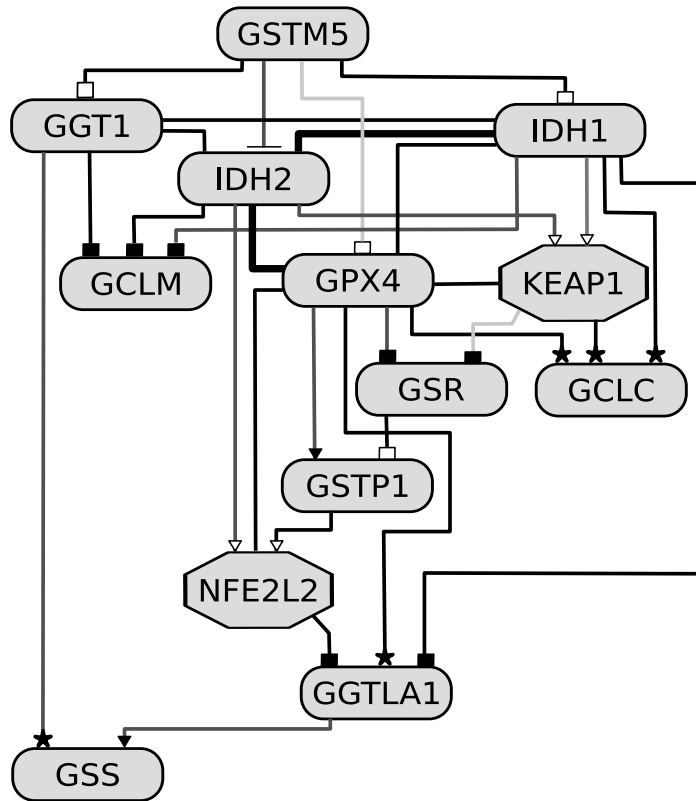 GSTM5
GGT1
IDH1
IDH2
GCLM
GPX4
KEAP1
GSR
GCLC
GSTP1
NFE2L2
GGTLA1
GSS